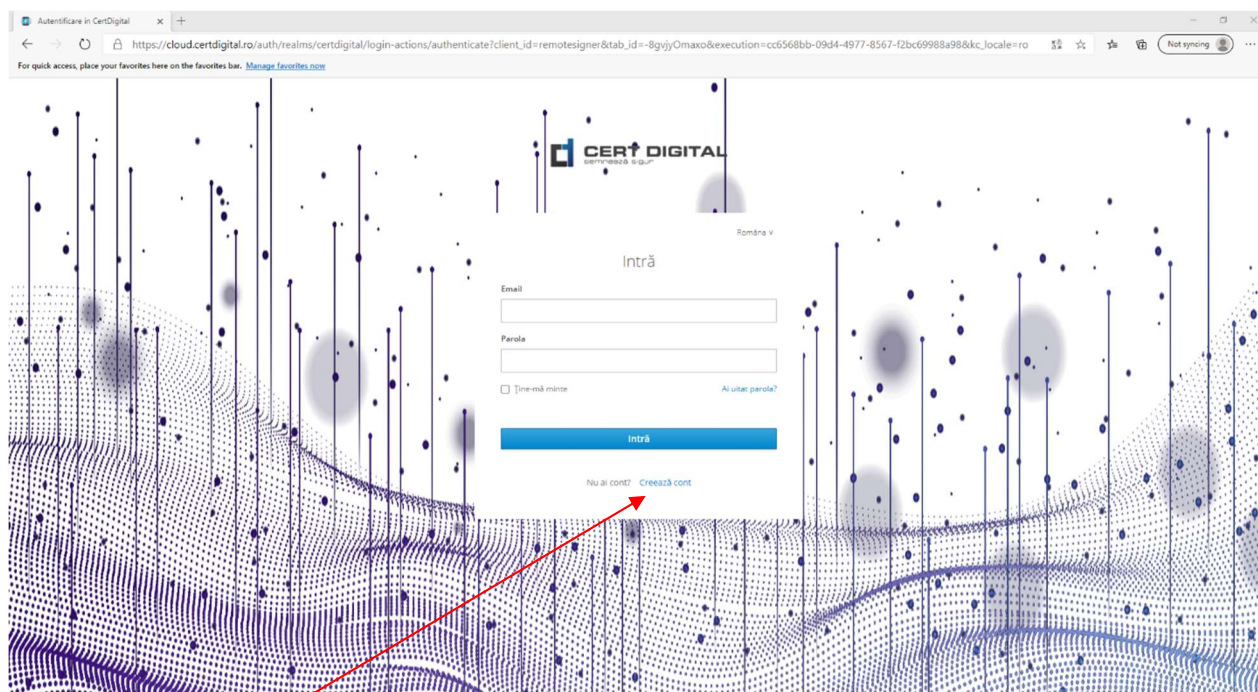 Autentificare in CertDigital
https://cloud.certdigital.ro/auth/realms/certdigital/login-actions/authenticate?client_id=remotesigner&tab_id=-8gvjyOmaxo&execution=cc6568bb-09d4-4977-8567-f2bc69988a98&kc_locale=ro
Not syncing
For quick access, place your favorites here on the favorites bar. Manage favorites now
CERT DIGITAL
semnează sigur
Româna
Intră
Email
Parola
Ține-mă minte Ai uitat parola?
Intră
Nu ai cont? Creează cont